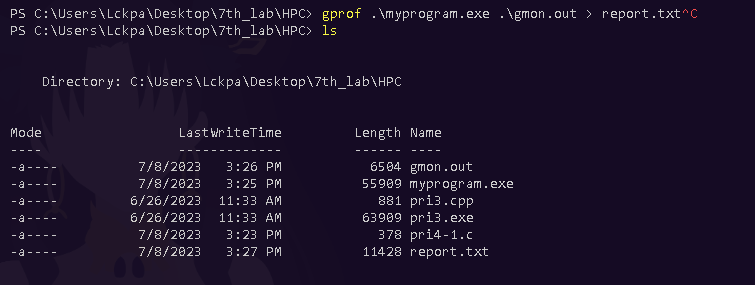 PS C:\Users\Lckpa\Desktop\7th_lab\HPC> gprof .\myprogram.exe .\gmon.out > report.txt^C
PS C:\Users\Lckpa\Desktop\7th_lab\HPC> ls
Directory: C:\Users\Lckpa\Desktop\7th_lab\HPC
Mode LastWriteTime Length Name
---- ------------- ------ ----
-a---- 7/8/2023 3:26 PM 6504 gmon.out
-a---- 7/8/2023 3:25 PM 55909 myprogram.exe
-a---- 6/26/2023 11:33 AM 881 pri3.cpp
-a---- 6/26/2023 11:33 AM 63909 pri3.exe
-a---- 7/8/2023 3:23 PM 378 pri4-1.c
-a---- 7/8/2023 3:27 PM 11428 report.txt